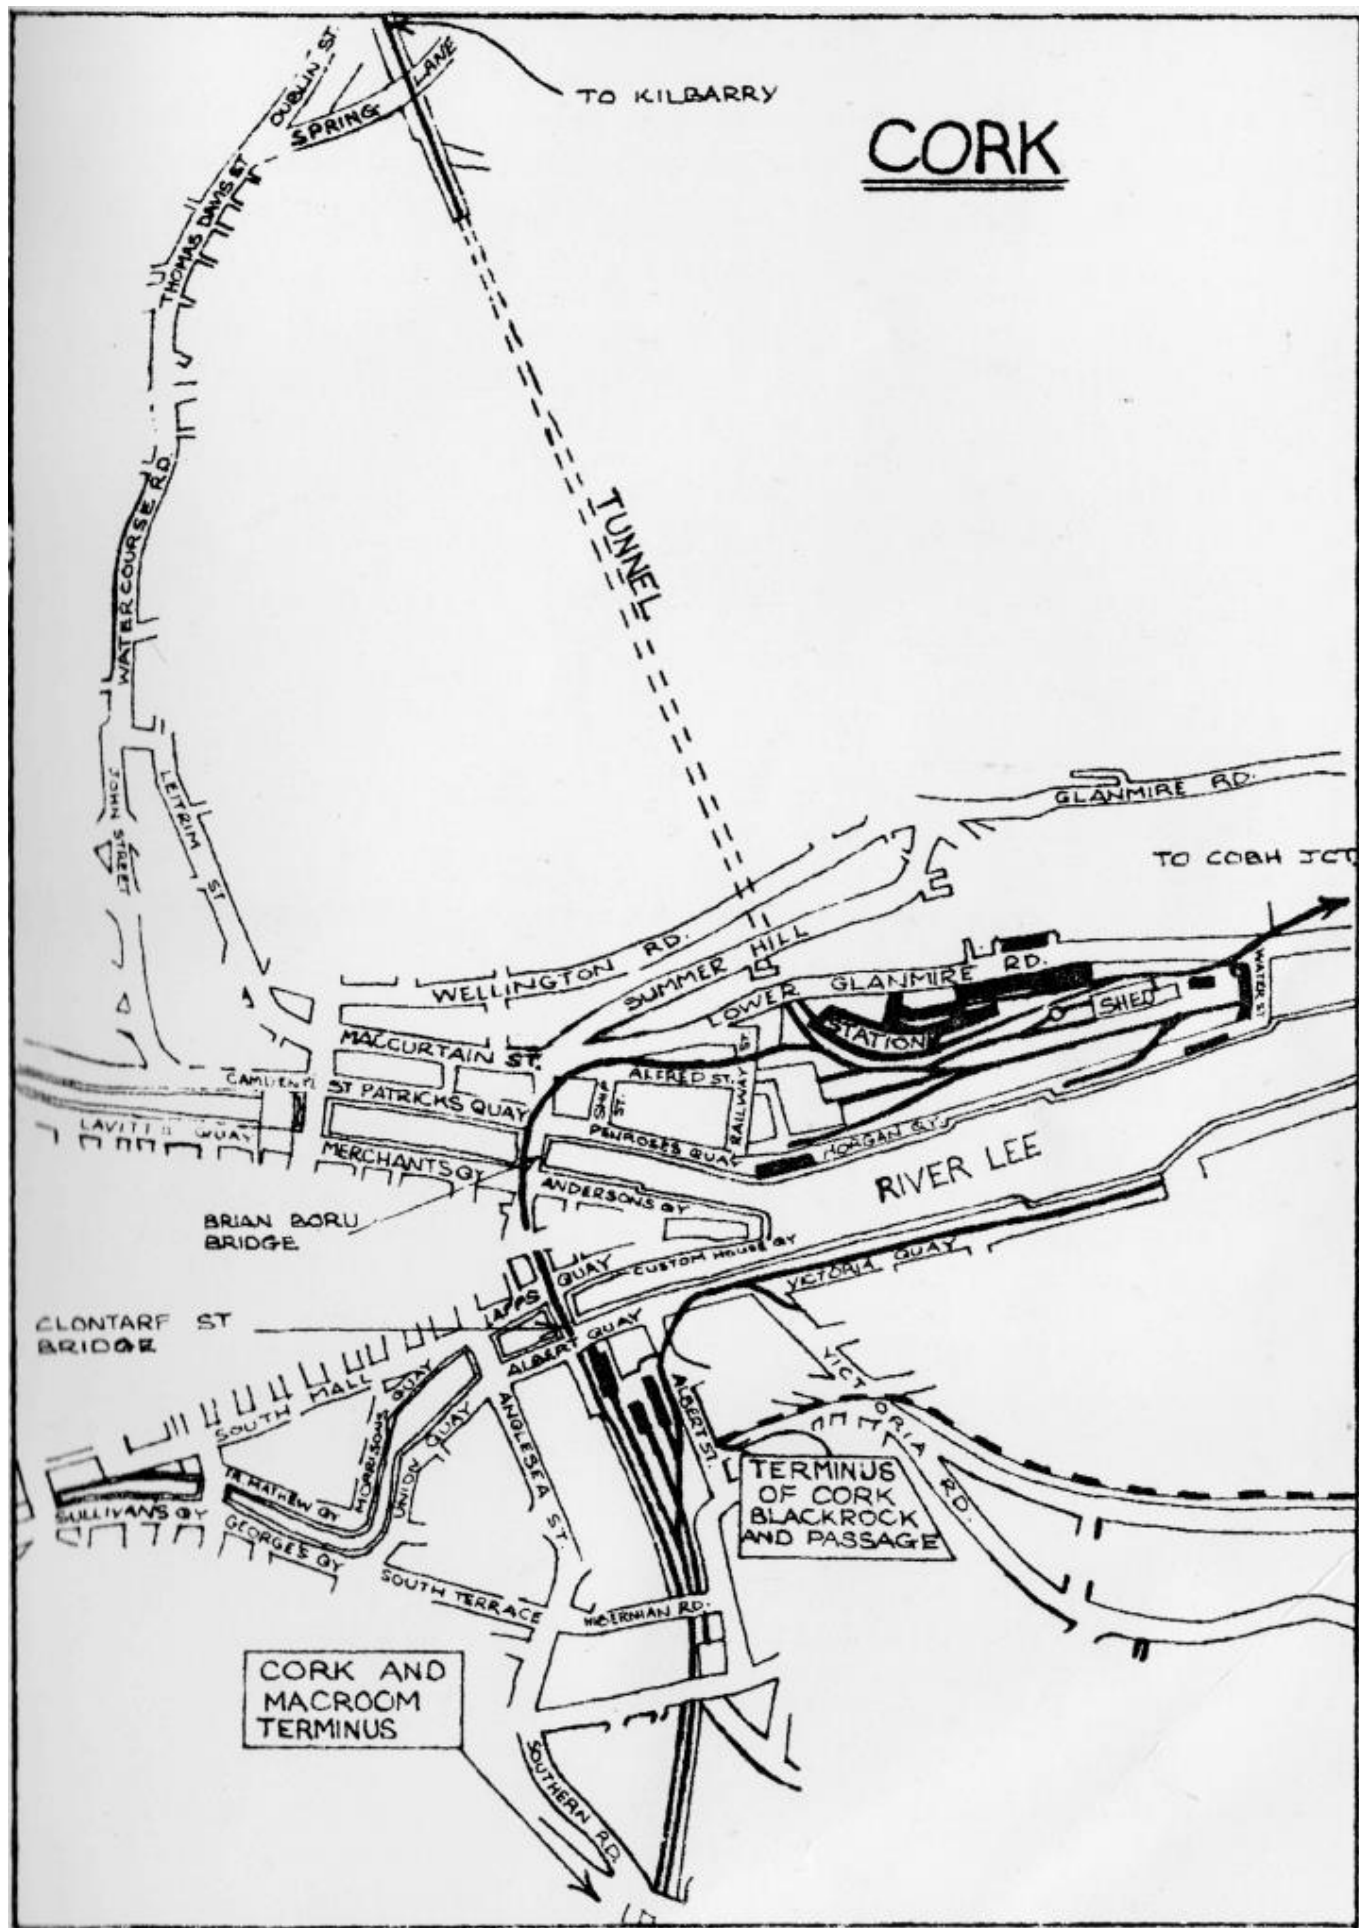 DUBLIN ST.
SPRING LANE
TO KILBARRY
CORK
THOMAS DAVIS ST
WATERCOURSE RD.
TUNNEL
JOHN STREET
LEITRIM ST
GLANMIRE RD.
TO COBH JCT.
WELLINGTON RD.
SUMMER HILL
LOWER GLANMIRE RD.
STATION
SHED
WATER ST
MACCURTAIN ST.
ALFRED ST.
RAILWAY ST.
SHIP ST.
ST PATRICKS QUAY
QUAY
PENROSES QUAY
HORGAN QY.
MERCHANTS QY
ANDERSONS QY
RIVER LEE
BRIAN BORU
BRIDGE
CUSTOM HOUSE QY
LAPPS QUAY
VICTORIA QUAY
CLONTARF ST
BRIDGE
ALBERT QUAY
SOUTH MALL
MORRISONS QUAY
UNION QUAY
ANGLESEA ST.
ALBERT ST.
VICTORIA RD.
TERMINUS
OF CORK
BLACKROCK
AND PASSAGE
SULLIVANS QY
FR. MATHEW QY
GEORGES QY
SOUTH TERRACE
HIBERNIAN RD.
CORK AND
MACROOM
TERMINUS
SOUTHERN RD.